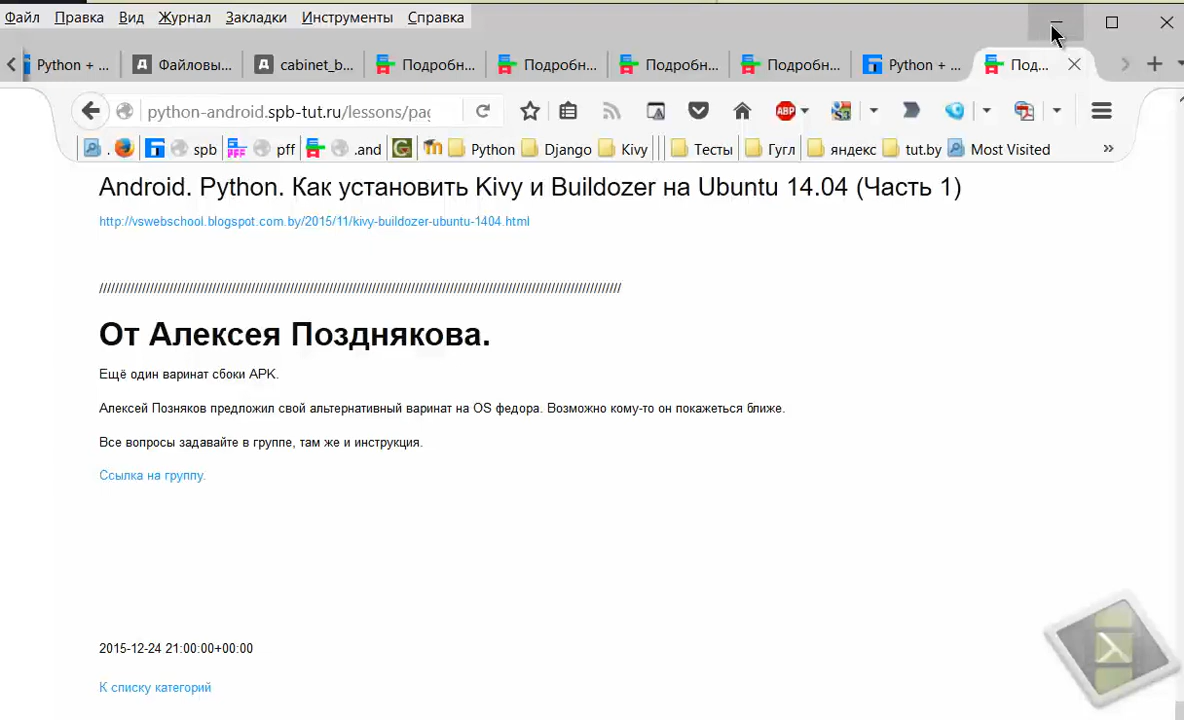 Файл Правка Вид Журнал Закладки Инструменты Справка
Python + ... Файловы... cabinet_b... Подробн... Подробн... Подробн... Подробн... Python + ... Под...
python-android.spb-tut.ru/lessons/pag
. spb pff .and Python Django Kivy Тесты Гугл яндекс tut.by Most Visited »
Android. Python. Как установить Kivy и Buildozer на Ubuntu 14.04 (Часть 1)
http://vswebschool.blogspot.com.by/2015/11/kivy-buildozer-ubuntu-1404.html
От Алексея Позднякова.
Ещё один варинат сбоки APK.
Алексей Позняков предложил свой альтернативный варинат на OS федора. Возможно кому-то он покажеться ближе.
Все вопросы задавайте в группе, там же и инструкция.
Ссылка на группу.
2015-12-24 21:00:00+00:00
К списку категорий